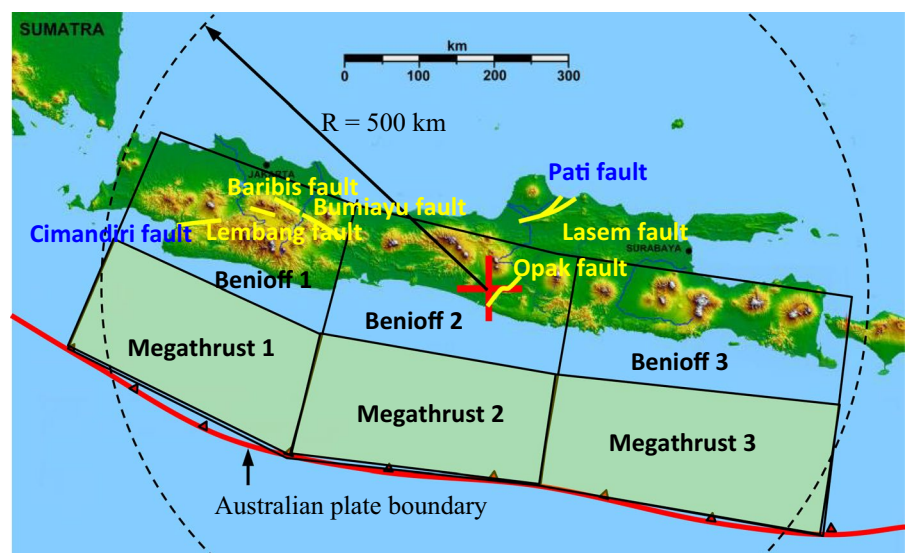 SUMATRA
km
0 100 200 300
R = 500 km
JAKARTA
Pati fault
Baribis fault
Bumiayu fault
Cimandiri fault
Lembang fault
Lasem fault
SURABAYA
Opak fault
Benioff 1
Benioff 2
Benioff 3
Megathrust 1
Megathrust 2
Megathrust 3
Australian plate boundary